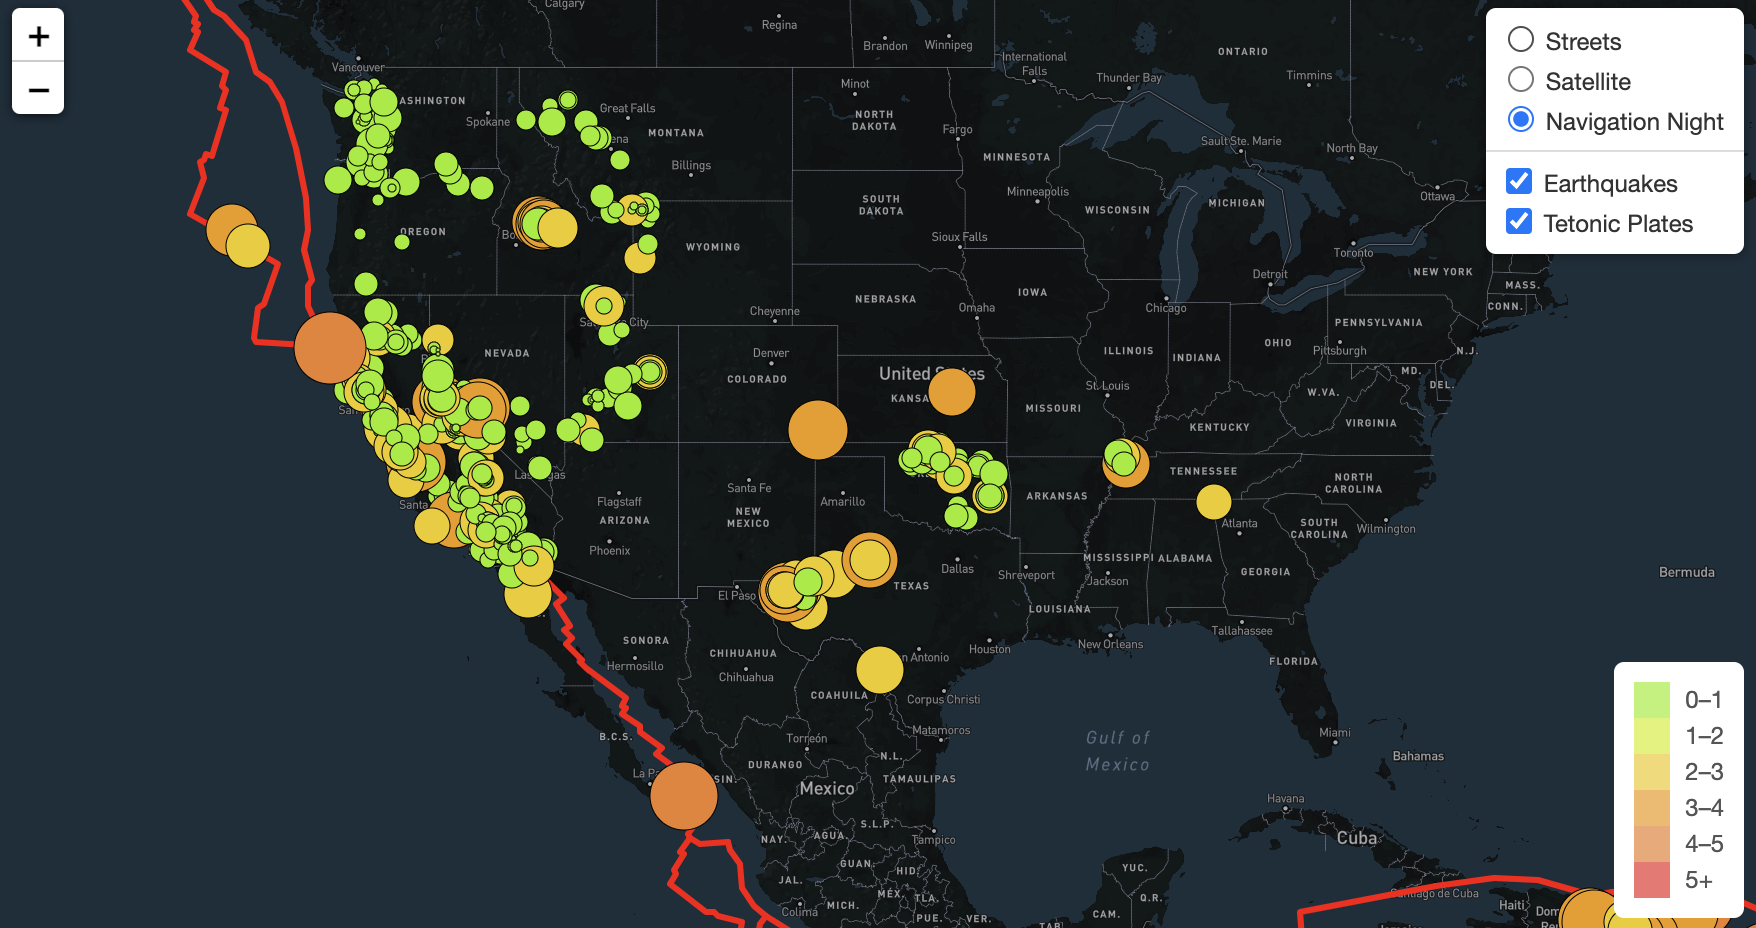 +
−
Streets
Satellite
Navigation Night
Earthquakes
Tetonic Plates
Calgary
Regina
Brandon
Winnipeg
ONTARIO
International
Falls
Vancouver
Thunder Bay
Timmins
Minot
ASHINGTON
Great Falls
Spokane
NORTH
DAKOTA
MONTANA
Fargo
ena
Sault Ste. Marie
North Bay
MINNESOTA
Billings
Minneapolis
Ottawa
SOUTH
DAKOTA
WISCONSIN
MICHIGAN
OREGON
Bo
Sioux Falls
WYOMING
Toronto
Detroit
NEW YORK
MASS.
IOWA
NEBRASKA
Omaha
Chicago
CONN.
Cheyenne
Sa
e City
PENNSYLVANIA
OHIO
NEVADA
Denver
ILLINOIS
INDIANA
Pittsburgh
N.J.
United States
COLORADO
MD.
DEL.
St. Louis
W.VA.
KANSA
San
MISSOURI
VIRGINIA
KENTUCKY
Las
gas
TENNESSEE
Santa Fe
NORTH
CAROLINA
Santa
Flagstaff
Amarillo
ARKANSAS
NEW
MEXICO
ARIZONA
Atlanta
SOUTH
CAROLINA
Wilmington
Phoenix
MISSISSIPPI
ALABAMA
Dallas
Shreveport
Jackson
GEORGIA
Bermuda
El Paso
TEXAS
LOUISIANA
Tallahassee
SONORA
New Orleans
CHIHUAHUA
Houston
n Antonio
Hermosillo
FLORIDA
Chihuahua
COAHUILA
Corpus Christi
0–1
B.C.S.
Torreón
Matamoros
Gulf of
Mexico
Miami
1–2
N.L.
Bahamas
DURANGO
La Pa
SIN.
TAMAULIPAS
2–3
Mexico
Havana
3–4
S.L.P.
NAY.
AGUA.
Tampico
Cuba
4–5
GUAN.
HID.
YUC.
JAL.
5+
MÉX.
TLA.
Q.R.
Santiago de Cuba
Colima
MICH.
PUE.
VER.
CAM.
Haiti
Dom
Re
TAB
Jamaica